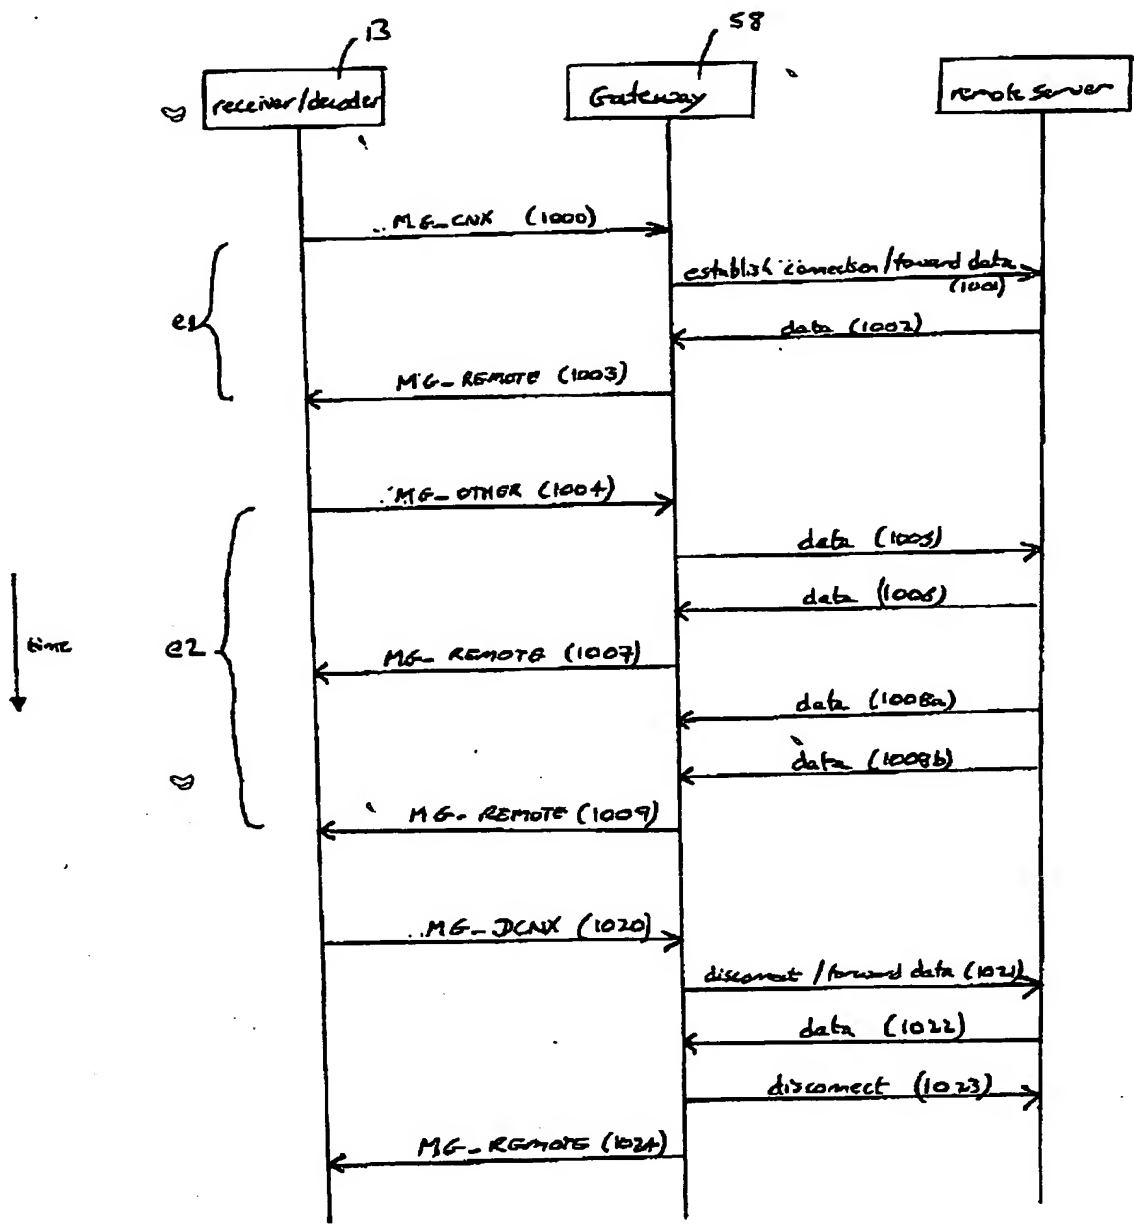 13
58
receiver/decoder
Gateway
remote server
MG_CNX (1000)
establish connection/forward data
(1001)
e1
data (1002)
MG_REMOTE (1003)
MG_OTHER (1004)
data (1005)
data (1006)
time
e2
MG_REMOTE (1007)
data (1008a)
data (1008b)
MG_REMOTE (1009)
MG_DCNX (1020)
disconnect/forward data (1021)
data (1022)
disconnect (1023)
MG_REMOTE (1024)